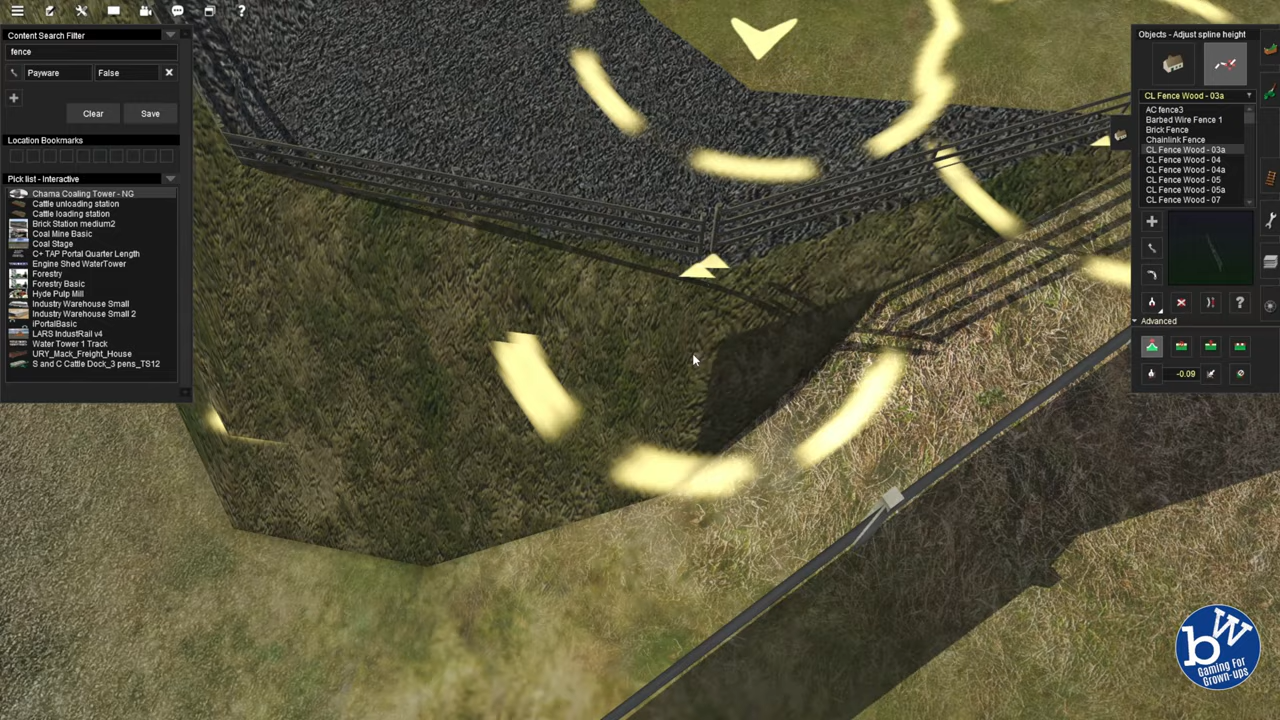 Content Search Filter
fence
Payware False
Clear Save
Location Bookmarks
Pick list - Interactive
Chama Coaling Tower - NG
Cattle unloading station
Cattle loading station
Brick Station medium2
Coal Mine Basic
Coal Stage
C+ TAP Portal Quarter Length
Engine Shed WaterTower
Forestry
Forestry Basic
Hyde Pulp Mill
Industry Warehouse Small
Industry Warehouse Small 2
iPortalBasic
LARS IndustRail v4
Water Tower 1 Track
URY_Mack_Freight_House
S and C Cattle Dock_3 pens_TS12
Objects - Adjust spline height
CL Fence Wood - 03a
AC fence3
Barbed Wire Fence 1
Brick Fence
Chainlink Fence
CL Fence Wood - 03a
CL Fence Wood - 04
CL Fence Wood - 04a
CL Fence Wood - 05
CL Fence Wood - 05a
CL Fence Wood - 07
Advanced
-0.09
bW
Gaming For
Grown-ups